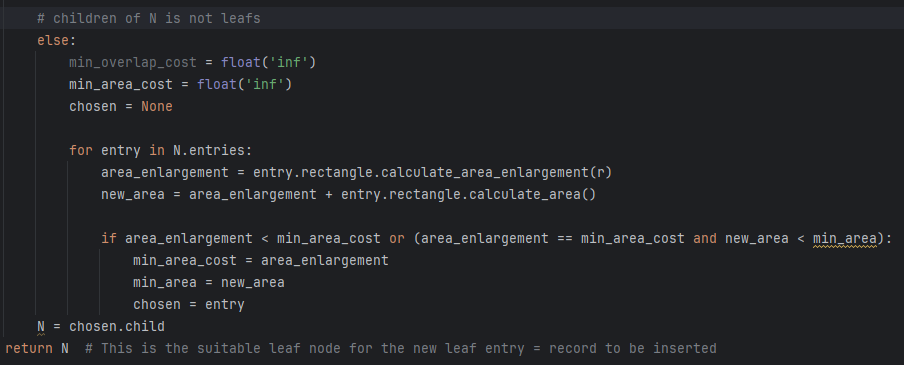 # children of N is not leafs
else:
min_overlap_cost = float('inf')
min_area_cost = float('inf')
chosen = None
for entry in N.entries:
area_enlargement = entry.rectangle.calculate_area_enlargement(r)
new_area = area_enlargement + entry.rectangle.calculate_area()
if area_enlargement < min_area_cost or (area_enlargement == min_area_cost and new_area < min_area):
min_area_cost = area_enlargement
min_area = new_area
chosen = entry
N = chosen.child
return N  # This is the suitable leaf node for the new leaf entry = record to be inserted